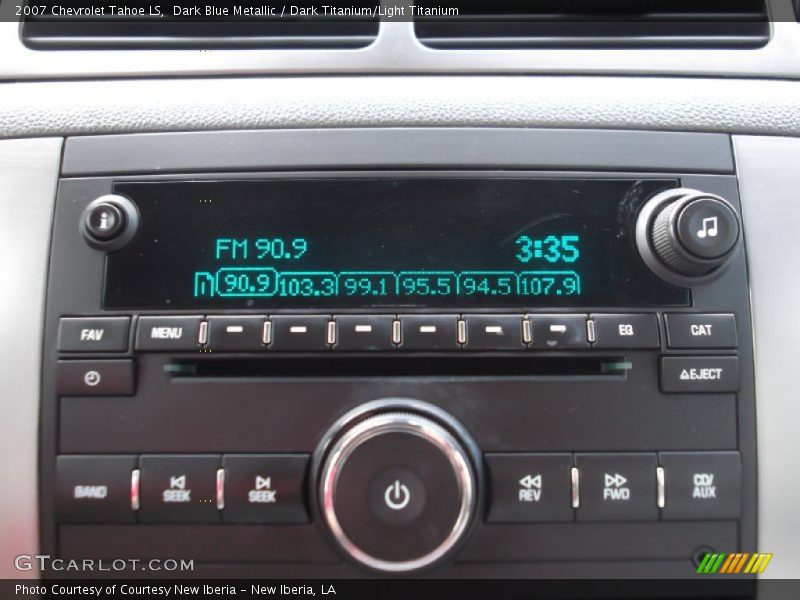 2007 Chevrolet Tahoe LS, Dark Blue Metallic / Dark Titanium/Light Titanium
i
FM 90.9 3:35
90.9 103.3 99.1 95.5 94.5 107.9
FAV MENU EQ CAT
EJECT
BAND SEEK SEEK REV FWD CD/AUX
GTCARLOT.COM
Photo Courtesy of Courtesy New Iberia - New Iberia, LA